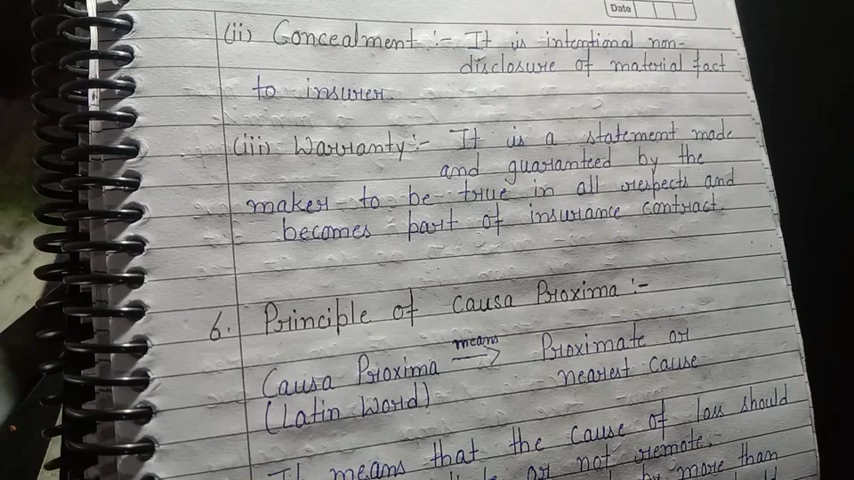 Date
(ii) Concealment :- It is intentional non-
disclosure of material fact
to insurer.
(iii) Warranty:- It is a statement made
and guaranteed by the
maker to be true in all respects and
becomes part of insurance contract.
6. Principle of Causa Proxima :-
Causa Proxima means → Proximate or
(Latin World) nearest cause
It means that the cause of loss should
or not remote.
by more than